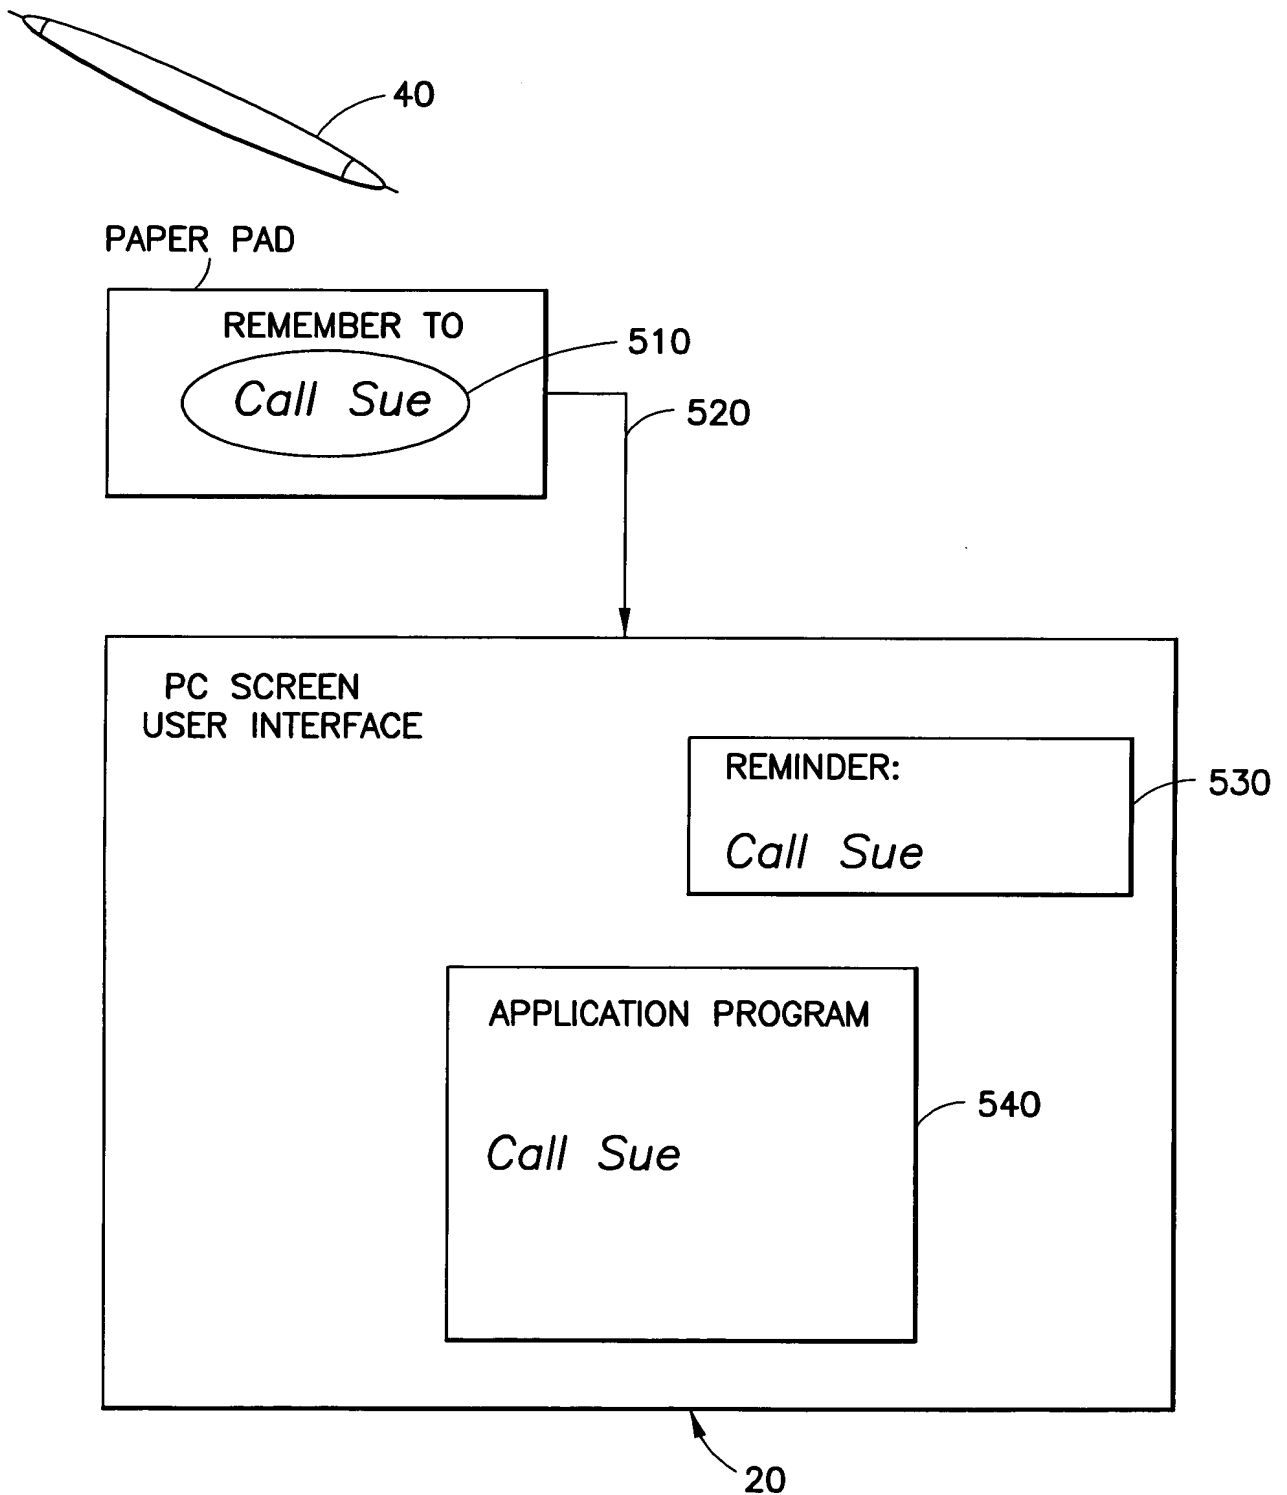 40
PAPER PAD
REMEMBER TO
510
Call Sue
520
PC SCREEN
USER INTERFACE
REMINDER:
530
Call Sue
APPLICATION PROGRAM
540
Call Sue
20